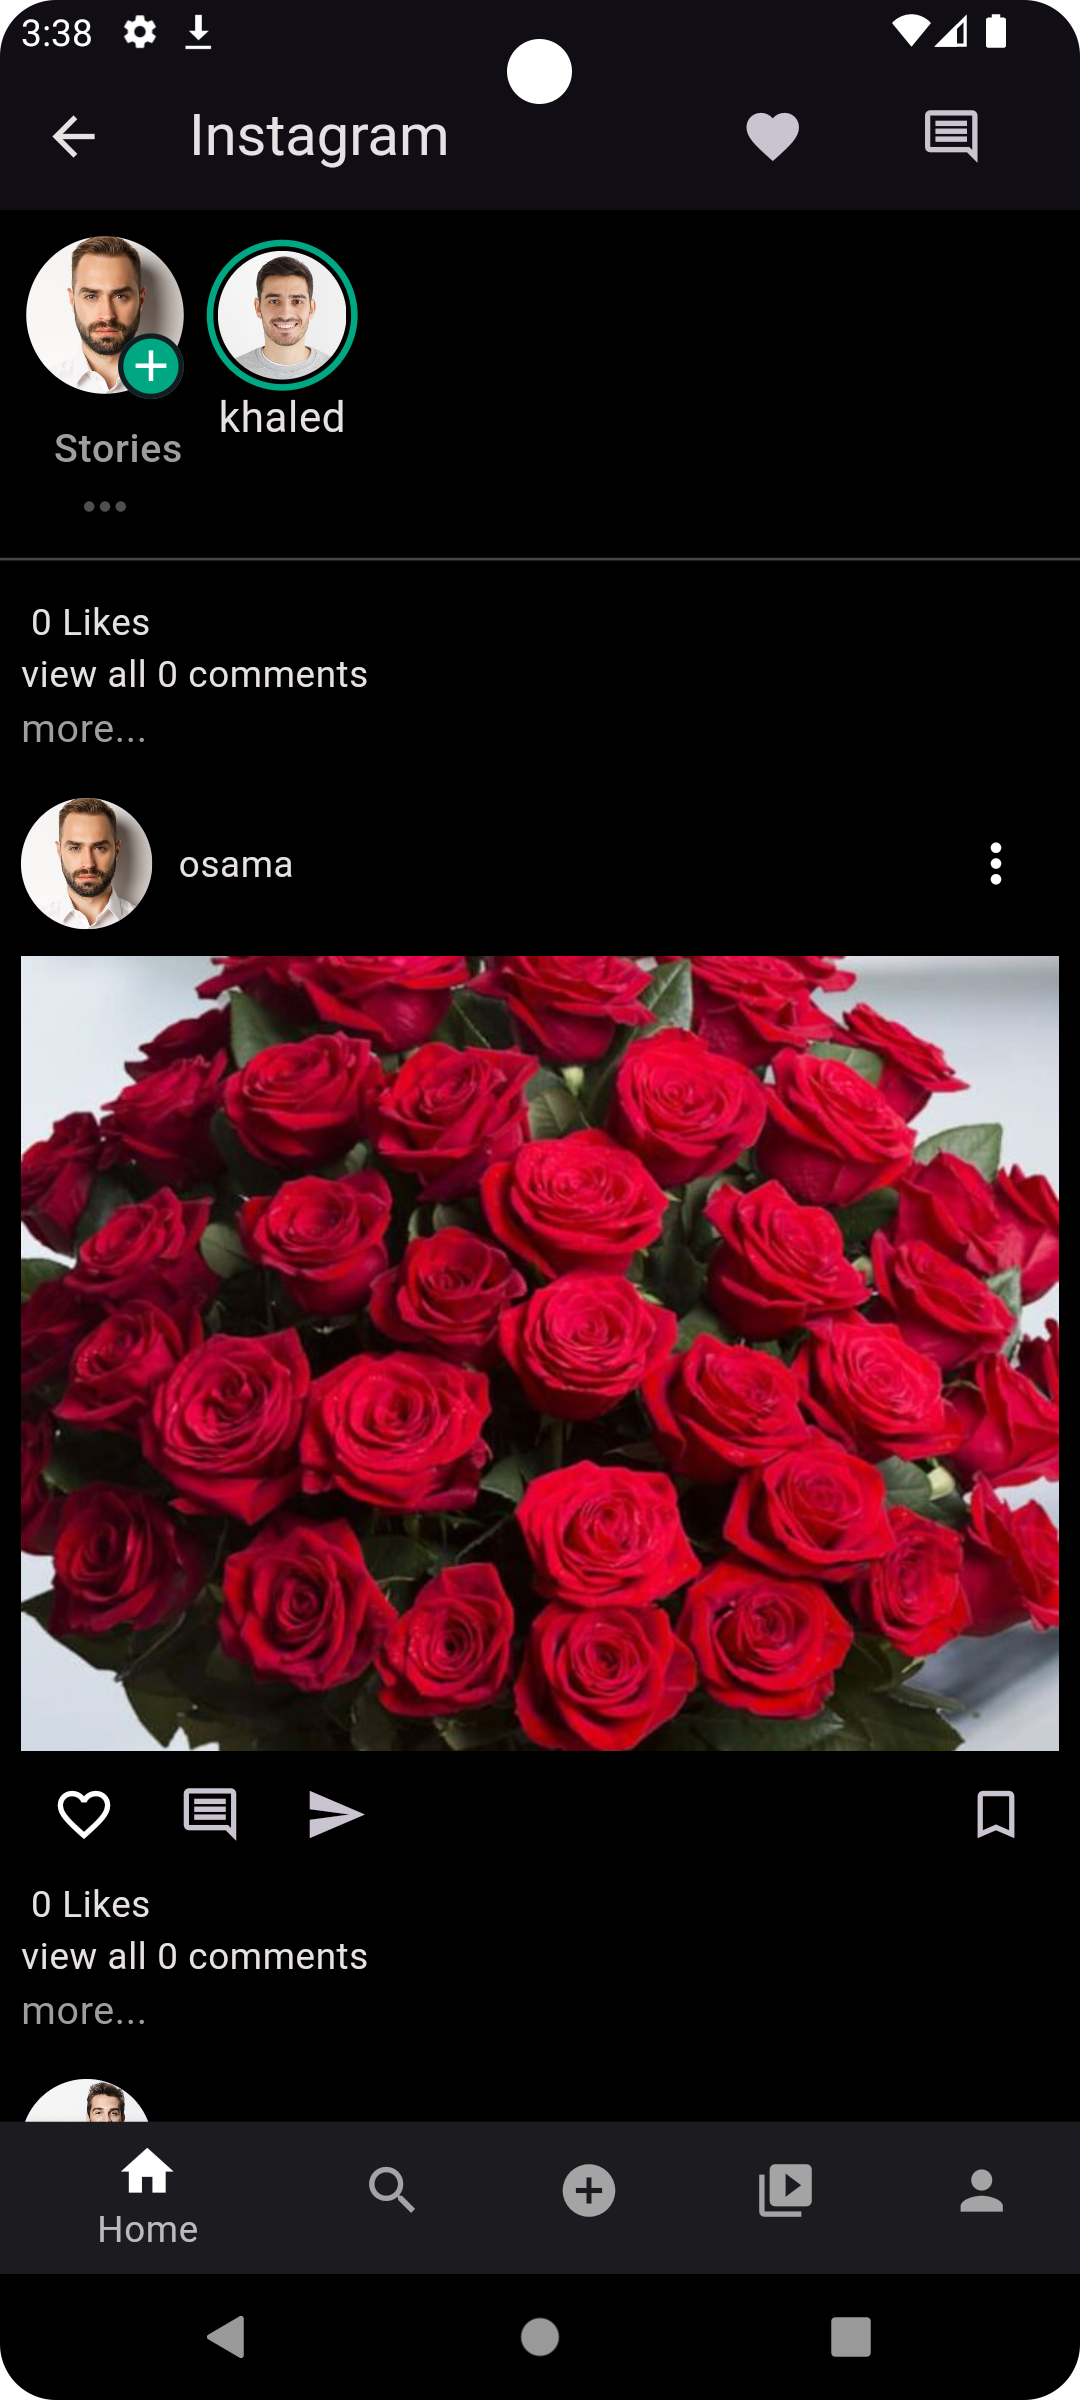 3:38
Instagram
khaled
Stories
0 Likes
view all 0 comments
more...
osama
0 Likes
view all 0 comments
more...
Home